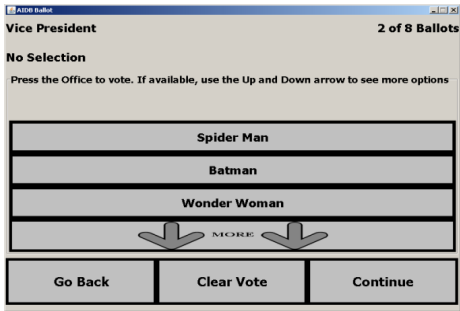 AIDB Ballot
Vice President
2 of 8 Ballots
No Selection
Press the Office to vote. If available, use the Up and Down arrow to see more options
Spider Man
Batman
Wonder Woman
MORE
Go Back
Clear Vote
Continue